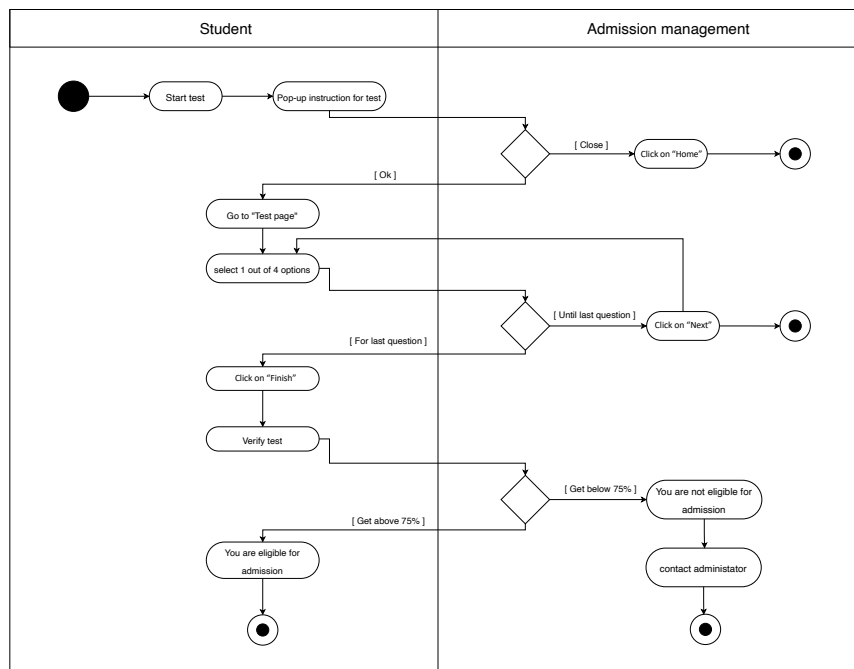 Student
Admission management
Start test
Pop-up instruction for test
[ Close ]
Click on "Home"
[ Ok ]
Go to "Test page"
select 1 out of 4 options
[ Until last question ]
Click on "Next"
[ For last question ]
Click on "Finish"
Verify test
[ Get below 75% ]
You are not eligible for
admission
[ Get above 75% ]
You are eligible for
admission
contact administator